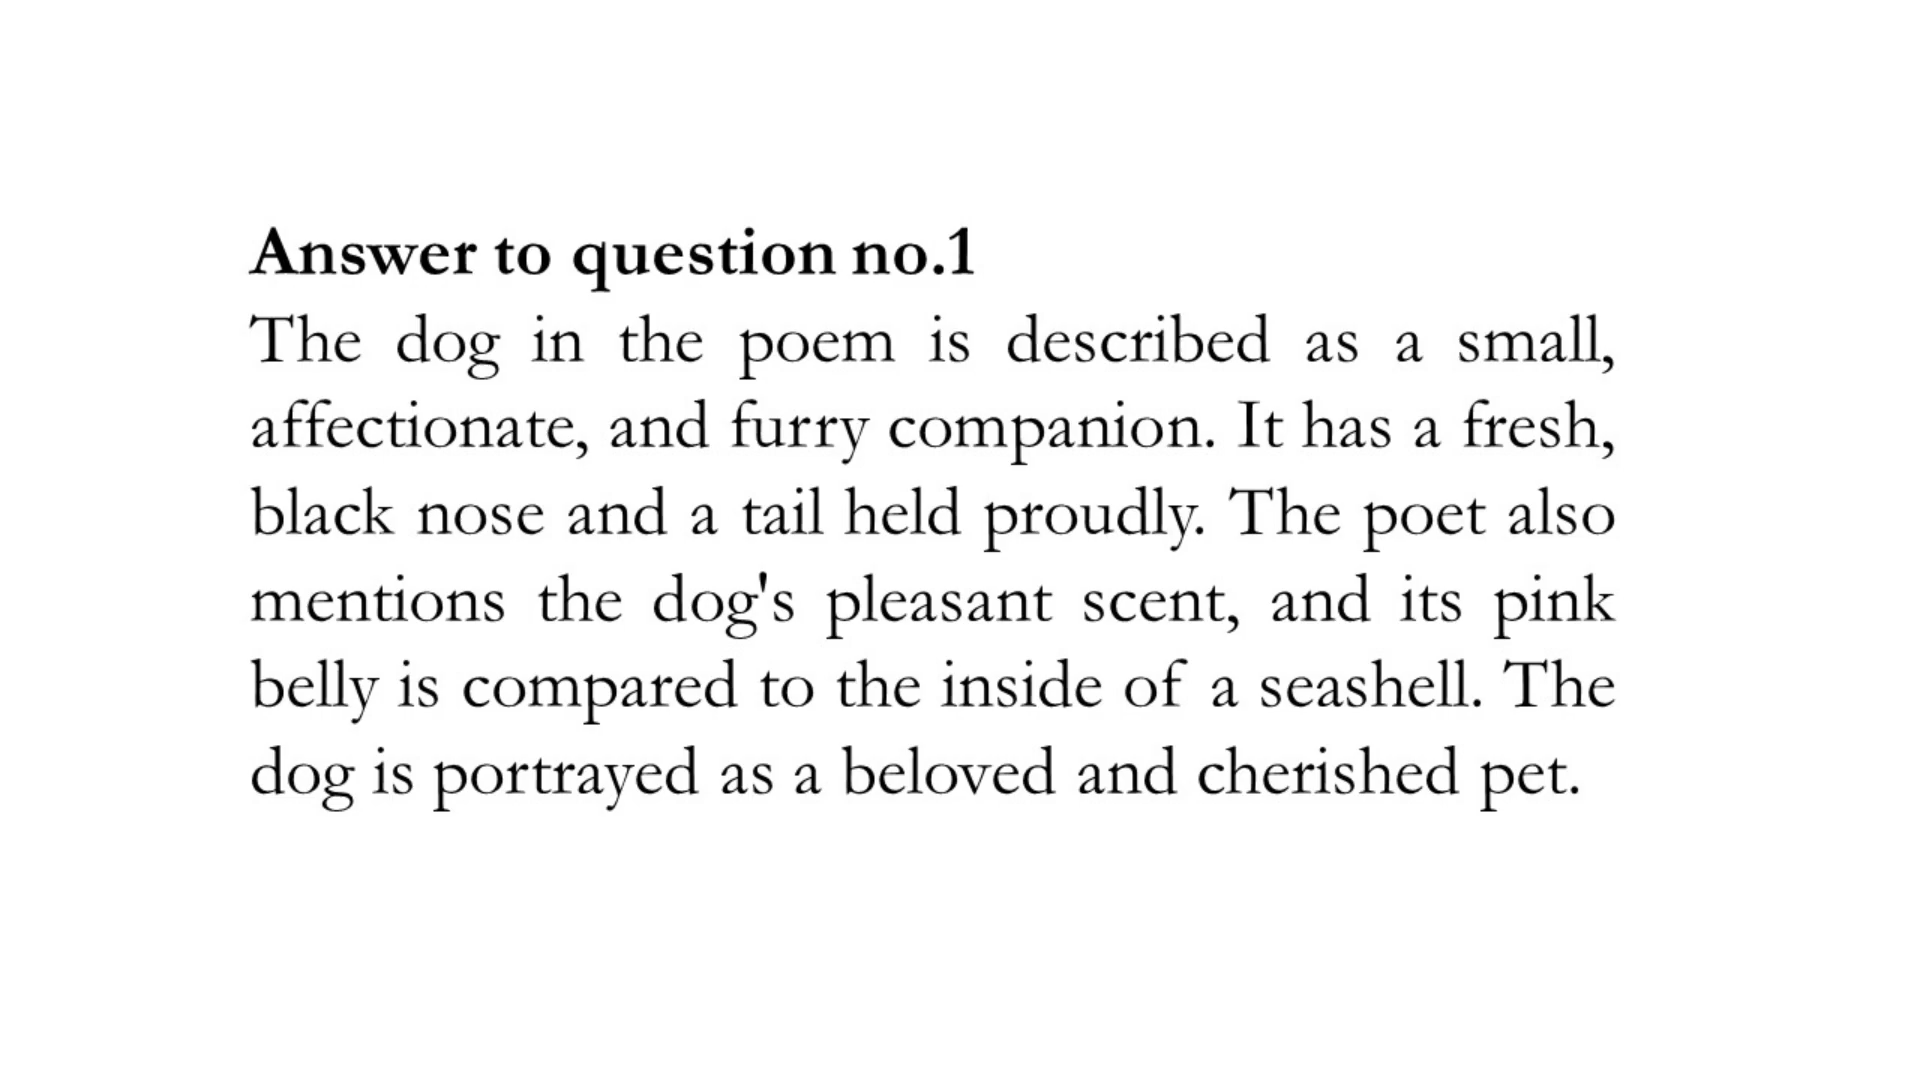 Answer to question no.1
The dog in the poem is described as a small,
affectionate, and furry companion. It has a fresh,
black nose and a tail held proudly. The poet also
mentions the dog's pleasant scent, and its pink
belly is compared to the inside of a seashell. The
dog is portrayed as a beloved and cherished pet.